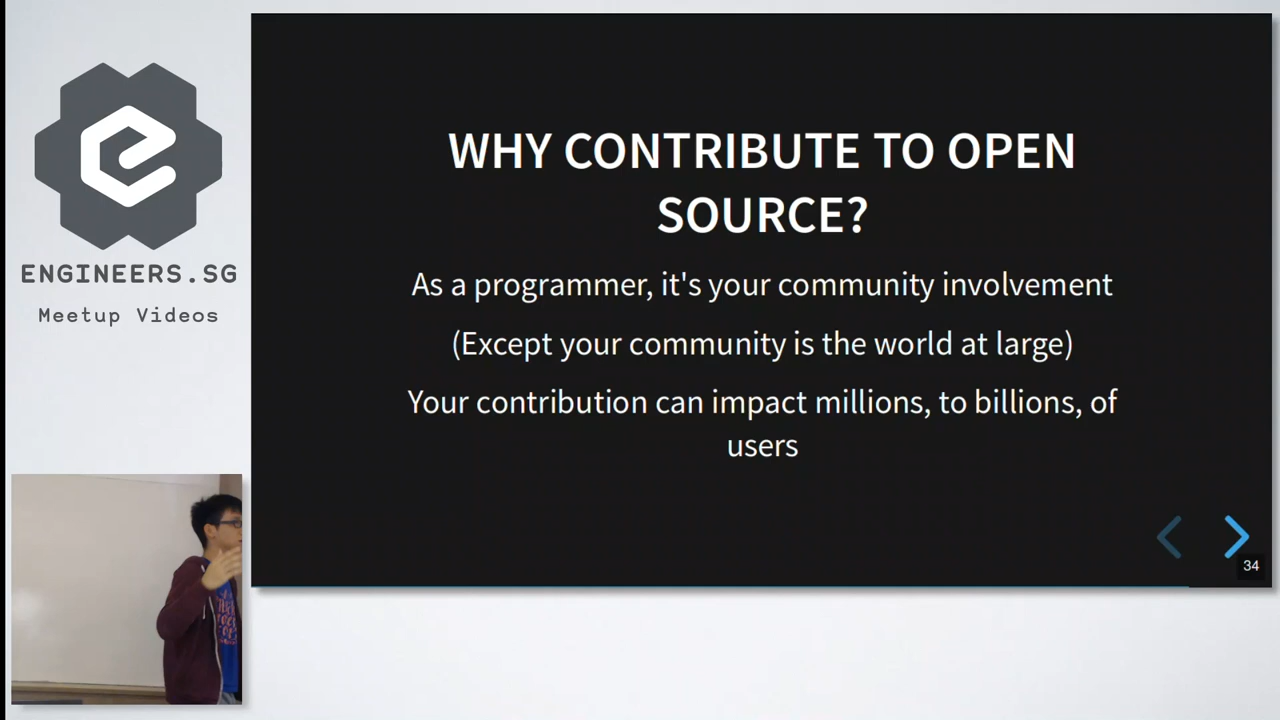 ENGINEERS.SG
Meetup Videos
WHY CONTRIBUTE TO OPEN
SOURCE?
As a programmer, it's your community involvement
(Except your community is the world at large)
Your contribution can impact millions, to billions, of
users
34